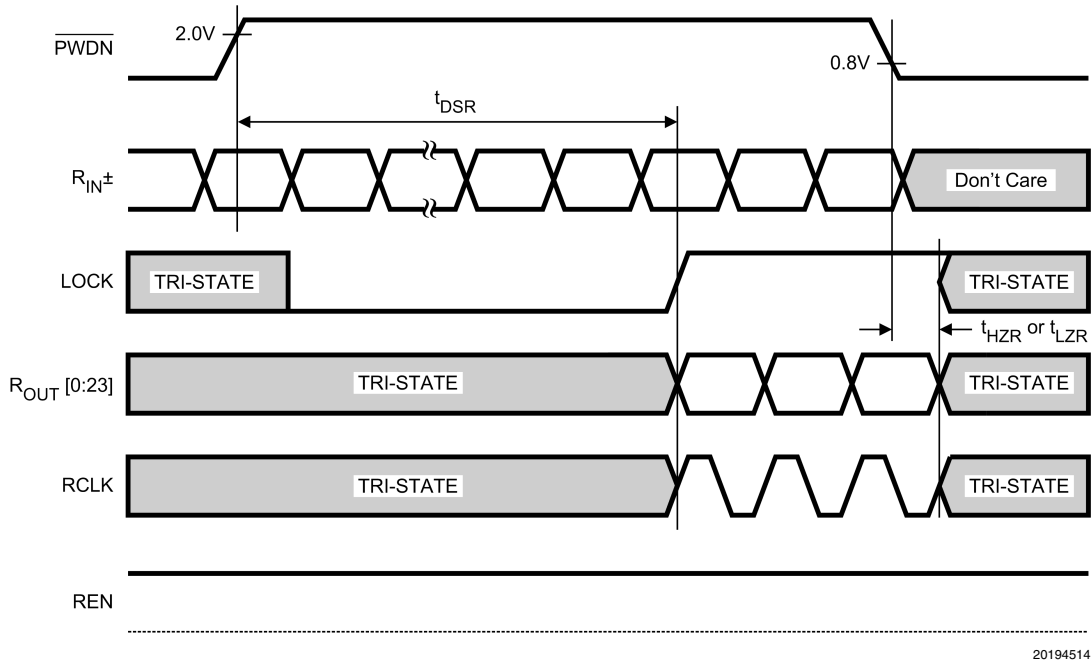 PWDN
2.0V
0.8V
tDSR
RIN±
Don't Care
LOCK
TRI-STATE
TRI-STATE
tHZR or tLZR
ROUT [0:23]
TRI-STATE
TRI-STATE
RCLK
TRI-STATE
TRI-STATE
REN
20194514